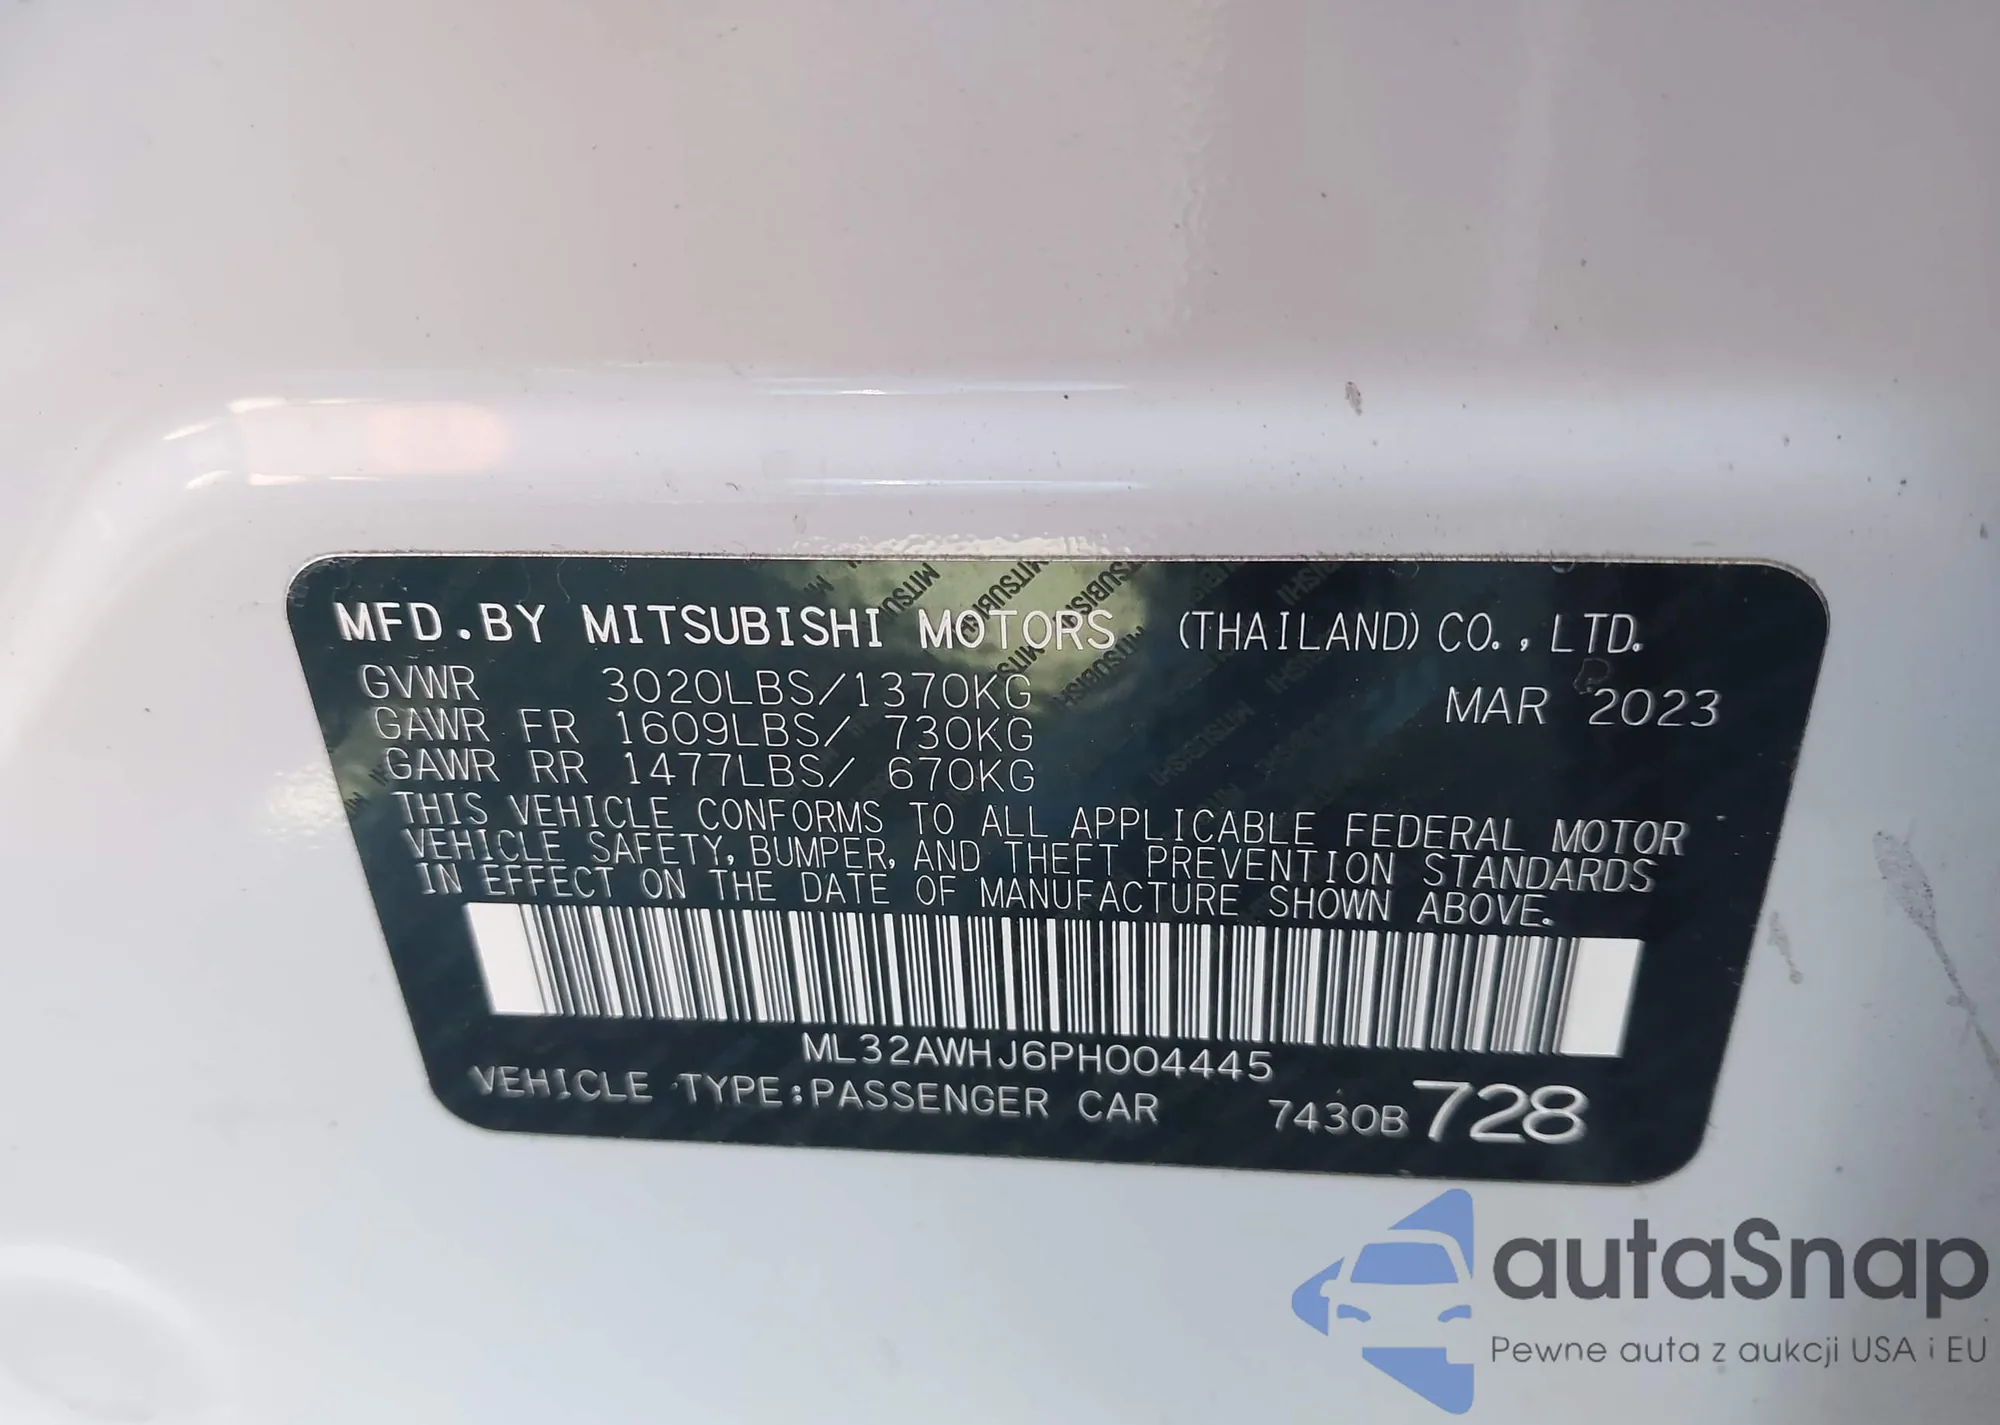 MFD.BY MITSUBISHI MOTORS (THAILAND) CO., LTD.
GVWR 3020LBS/1370KG MAR 2023
GAWR FR 1609LBS/ 730KG
GAWR RR 1477LBS/ 670KG
THIS VEHICLE CONFORMS TO ALL APPLICABLE FEDERAL MOTOR
VEHICLE SAFETY, BUMPER, AND THEFT PREVENTION STANDARDS
IN EFFECT ON THE DATE OF MANUFACTURE SHOWN ABOVE.
ML32AWHJ6PH004445
VEHICLE TYPE:PASSENGER CAR 7430B 728
autaSnap
Pewne auta z aukcji USA i EU